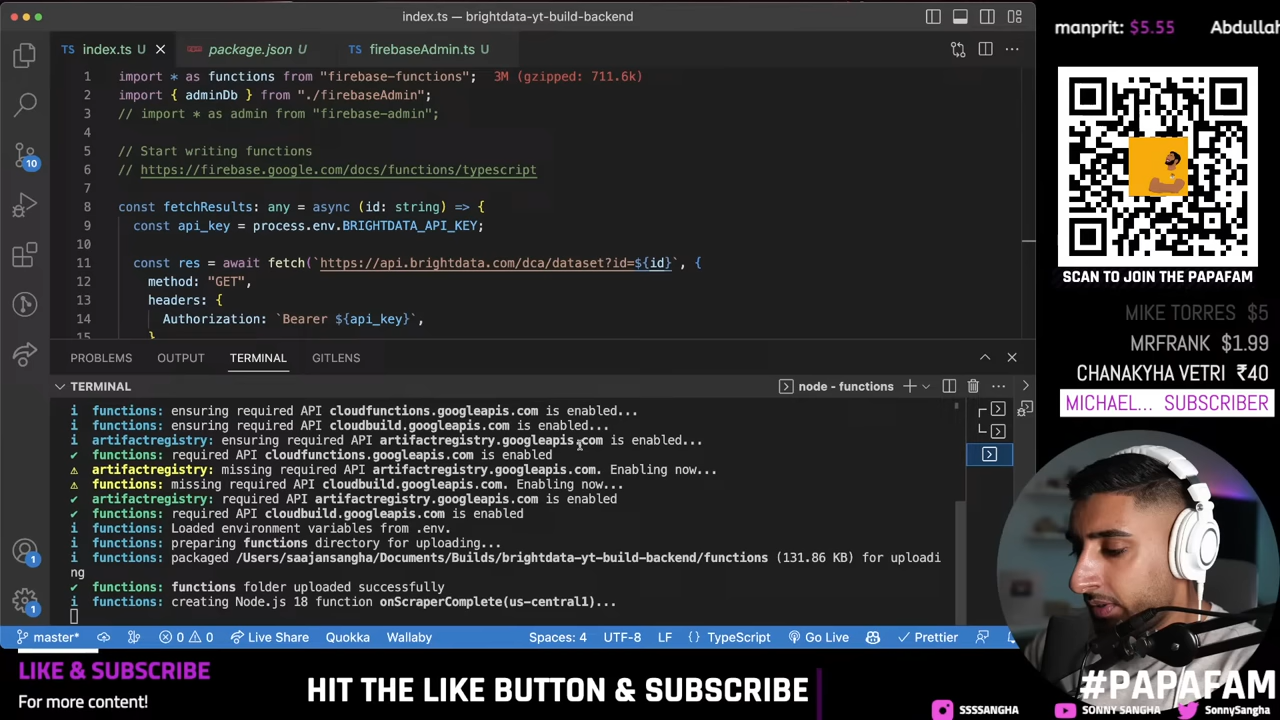 index.ts — brightdata-yt-build-backend
TS index.ts U
package.json U
TS firebaseAdmin.ts U
1 import * as functions from "firebase-functions"; 3M (gzipped: 711.6k)
2 import { adminDb } from "./firebaseAdmin";
3 // import * as admin from "firebase-admin";
4
5 // Start writing functions
6 // https://firebase.google.com/docs/functions/typescript
7
8 const fetchResults: any = async (id: string) => {
9 const api_key = process.env.BRIGHTDATA_API_KEY;
10
11 const res = await fetch(`https://api.brightdata.com/dca/dataset?id=${id}`, {
12 method: "GET",
13 headers: {
14 Authorization: `Bearer ${api_key}`,
15 }
PROBLEMS OUTPUT TERMINAL GITLENS
TERMINAL
node - functions
i functions: ensuring required API cloudfunctions.googleapis.com is enabled...
i functions: ensuring required API cloudbuild.googleapis.com is enabled...
i artifactregistry: ensuring required API artifactregistry.googleapis.com is enabled...
✔ functions: required API cloudfunctions.googleapis.com is enabled
⚠ artifactregistry: missing required API artifactregistry.googleapis.com. Enabling now...
⚠ functions: missing required API cloudbuild.googleapis.com. Enabling now...
✔ artifactregistry: required API artifactregistry.googleapis.com is enabled
✔ functions: required API cloudbuild.googleapis.com is enabled
i functions: Loaded environment variables from .env.
i functions: preparing functions directory for uploading...
i functions: packaged /Users/saajansangha/Documents/Builds/brightdata-yt-build-backend/functions (131.86 KB) for uploadi
ng
✔ functions: functions folder uploaded successfully
i functions: creating Node.js 18 function onScraperComplete(us-central1)...
10
1
1
master* 0 0 Live Share Quokka Wallaby Spaces: 4 UTF-8 LF {} TypeScript Go Live Prettier
manprit: $5.55 Abdullah
SCAN TO JOIN THE PAPAFAM
MIKE TORRES $5
MRFRANK $1.99
CHANAKYHA VETRI ₹40
MICHAEL... SUBSCRIBER
LIKE & SUBSCRIBE
For more content!
HIT THE LIKE BUTTON & SUBSCRIBE
#PAPAFAM
SSSSANGHA SONNY SANGHA SonnySangha